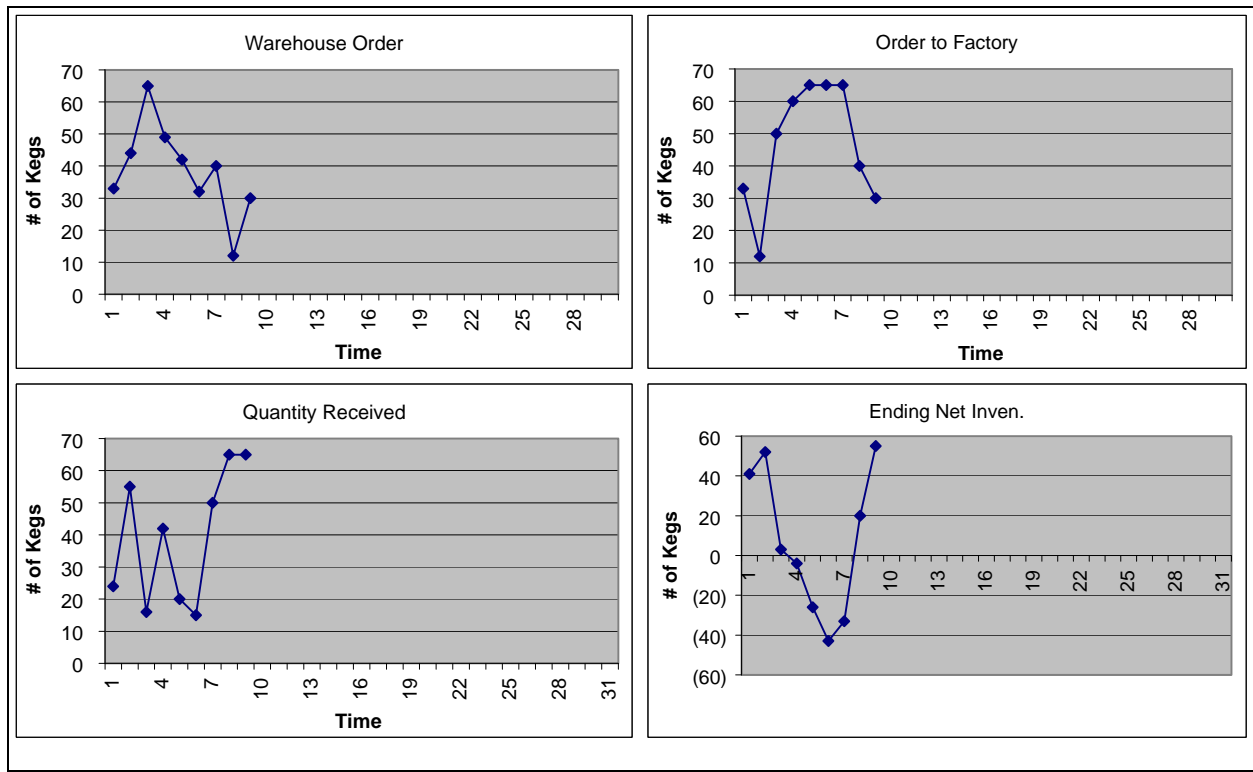 Warehouse Order
70
60
50
40
30
20
10
0
# of Kegs
1 4 7 10 13 16 19 22 25 28
Time
Order to Factory
70
60
50
40
30
20
10
0
# of Kegs
1 4 7 10 13 16 19 22 25 28
Time
Quantity Received
70
60
50
40
30
20
10
0
# of Kegs
1 4 7 10 13 16 19 22 25 28 31
Time
Ending Net Inven.
60
40
20
0
(20)
(40)
(60)
# of Kegs
1 4 7 10 13 16 19 22 25 28 31